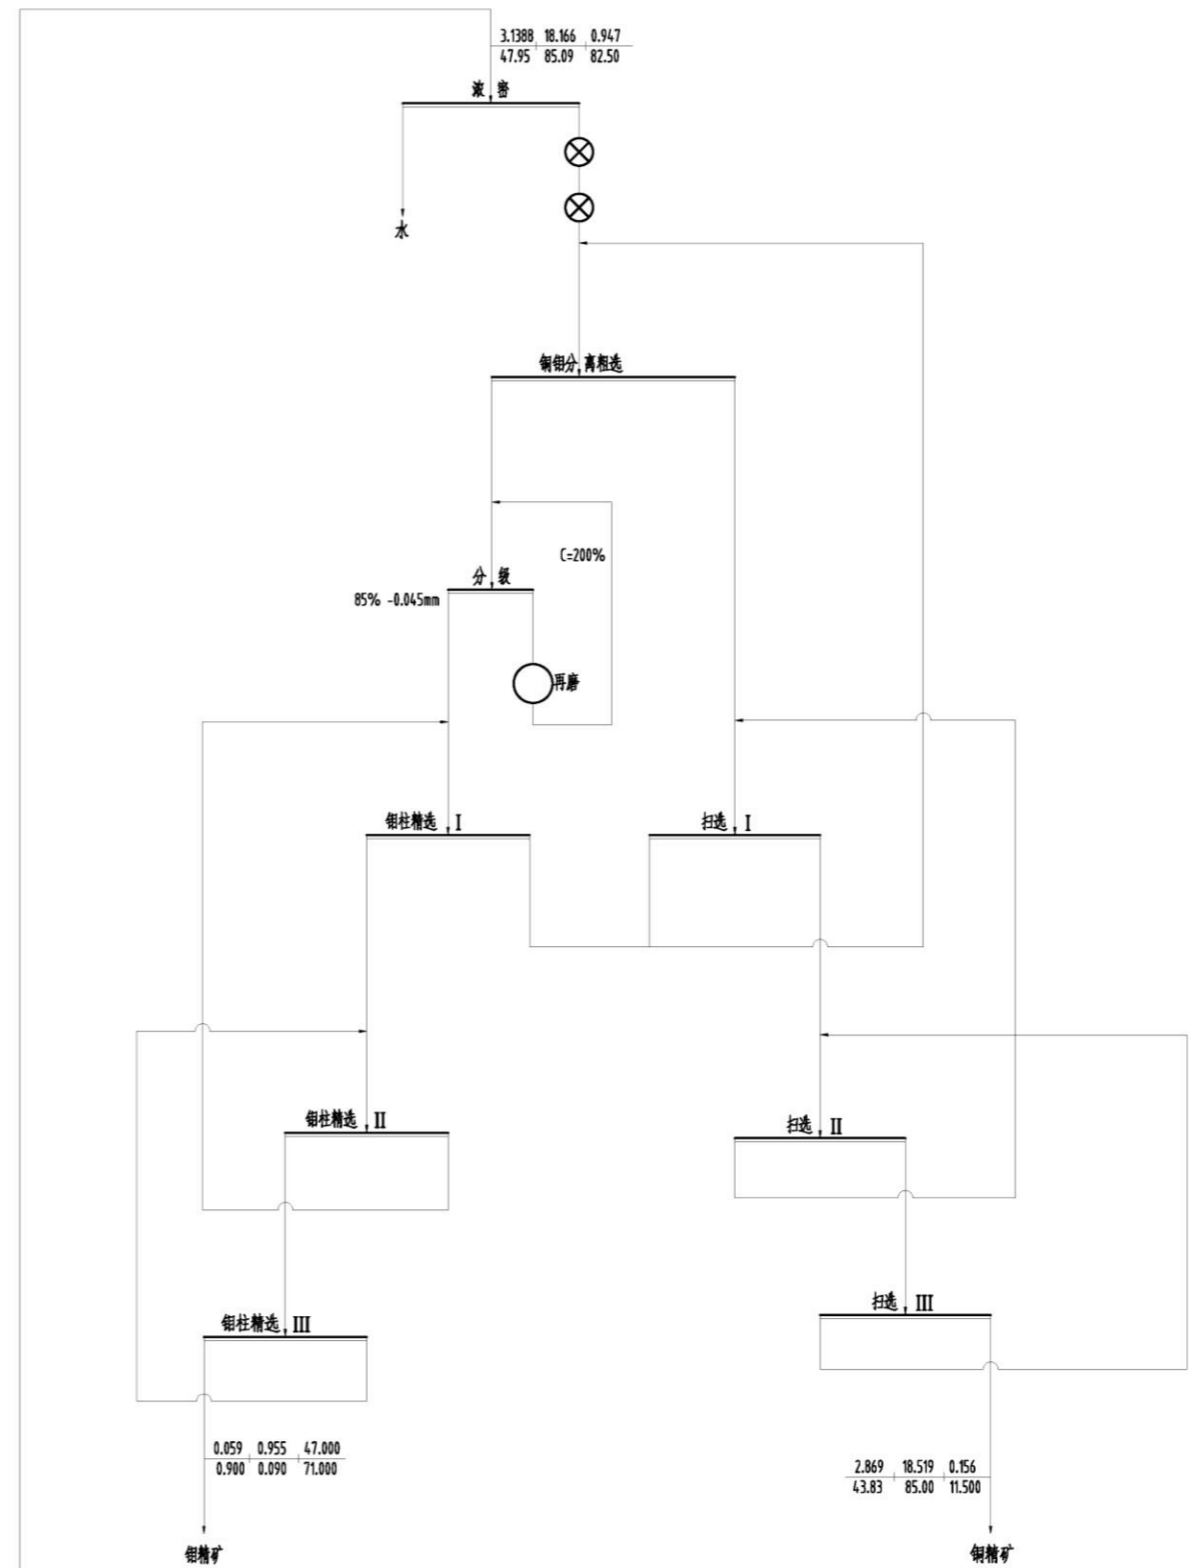 3.1388 18.166 0.947
47.95 85.09 82.50
浓 密
水
铜钼分 离粗选
C=200%
分 级
85% -0.045mm
再磨
钼柱精选 I
扫选 I
钼柱精选 II
扫选 II
扫选 III
钼柱精选 III
0.059 0.955 47.000
0.900 0.090 71.000
2.869 18.519 0.156
43.83 85.00 11.500
钼精矿
铜精矿